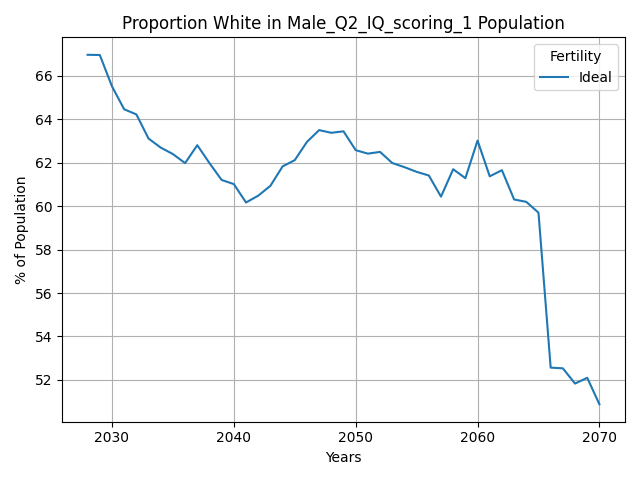 Proportion White in Male_Q2_IQ_scoring_1 Population
Fertility
Ideal
% of Population
66
64
62
60
58
56
54
52
2030
2040
2050
2060
2070
Years